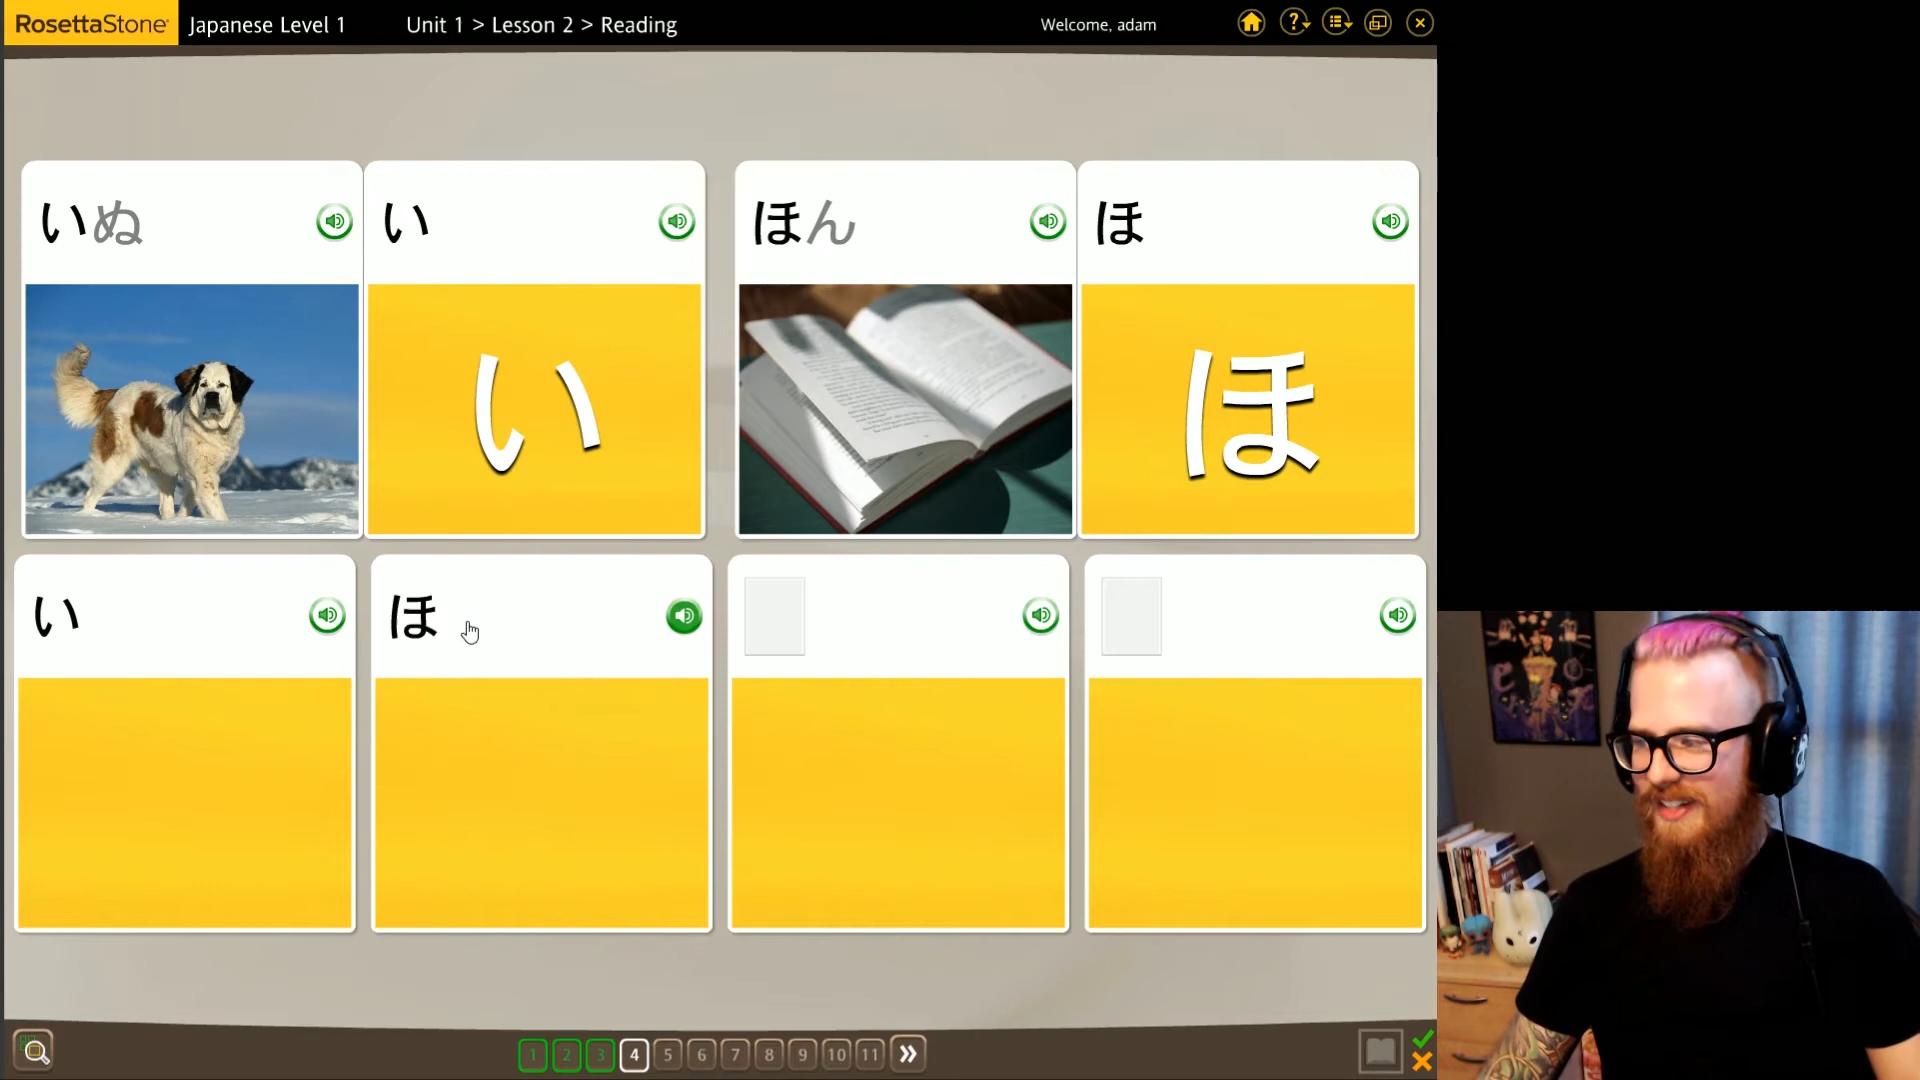 RosettaStone Japanese Level 1 Unit 1 > Lesson 2 > Reading Welcome, adam
いぬ い ほん ほ
い ほ
い ほ
1 2 3 4 5 6 7 8 9 10 11